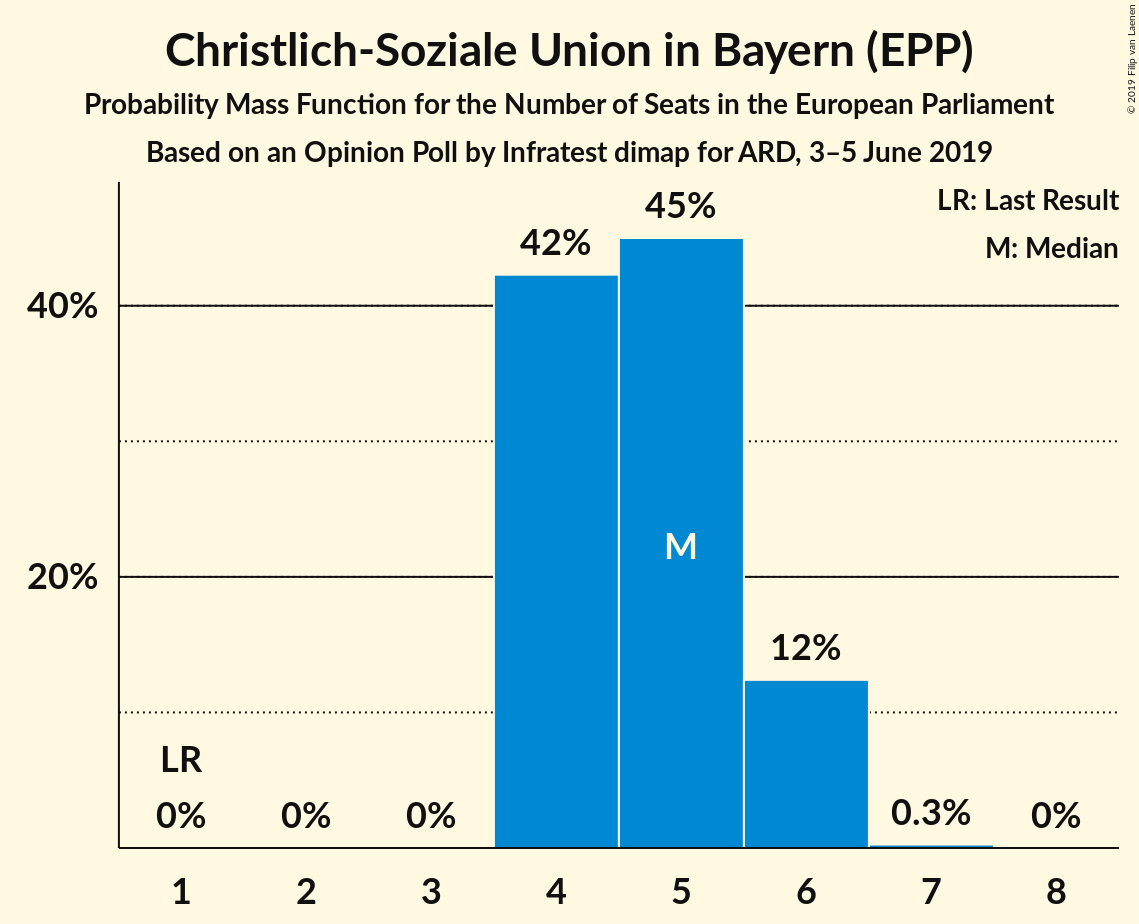 Christlich-Soziale Union in Bayern (EPP)
Probability Mass Function for the Number of Seats in the European Parliament
Based on an Opinion Poll by Infratest dimap for ARD, 3–5 June 2019
© 2019 Filip van Laenen
LR: Last Result
M: Median
45%
42%
40%
M
20%
12%
LR
0% 0% 0% 0.3% 0%
1 2 3 4 5 6 7 8